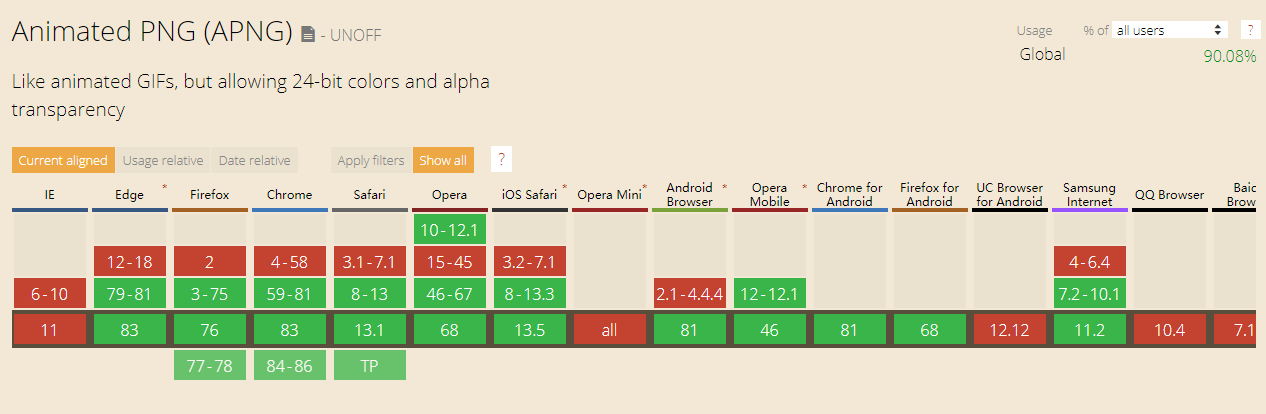 Animated PNG (APNG) - UNOFF
Usage % of all users ?
Global 90.08%
Like animated GIFs, but allowing 24-bit colors and alpha
transparency
Current aligned Usage relative Date relative Apply filters Show all ?
IE Edge * Firefox Chrome Safari Opera iOS Safari * Opera Mini * Android Browser * Opera Mobile * Chrome for Android Firefox for Android UC Browser for Android Samsung Internet QQ Browser
10-12.1
12-18 2 4-58 3.1-7.1 15-45 3.2-7.1 4-6.4
6-10 79-81 3-75 59-81 8-13 46-67 8-13.3 2.1-4.4.4 12-12.1 7.2-10.1
11 83 76 83 13.1 68 13.5 all 81 46 81 68 12.12 11.2 10.4 7.1
77-78 84-86 TP